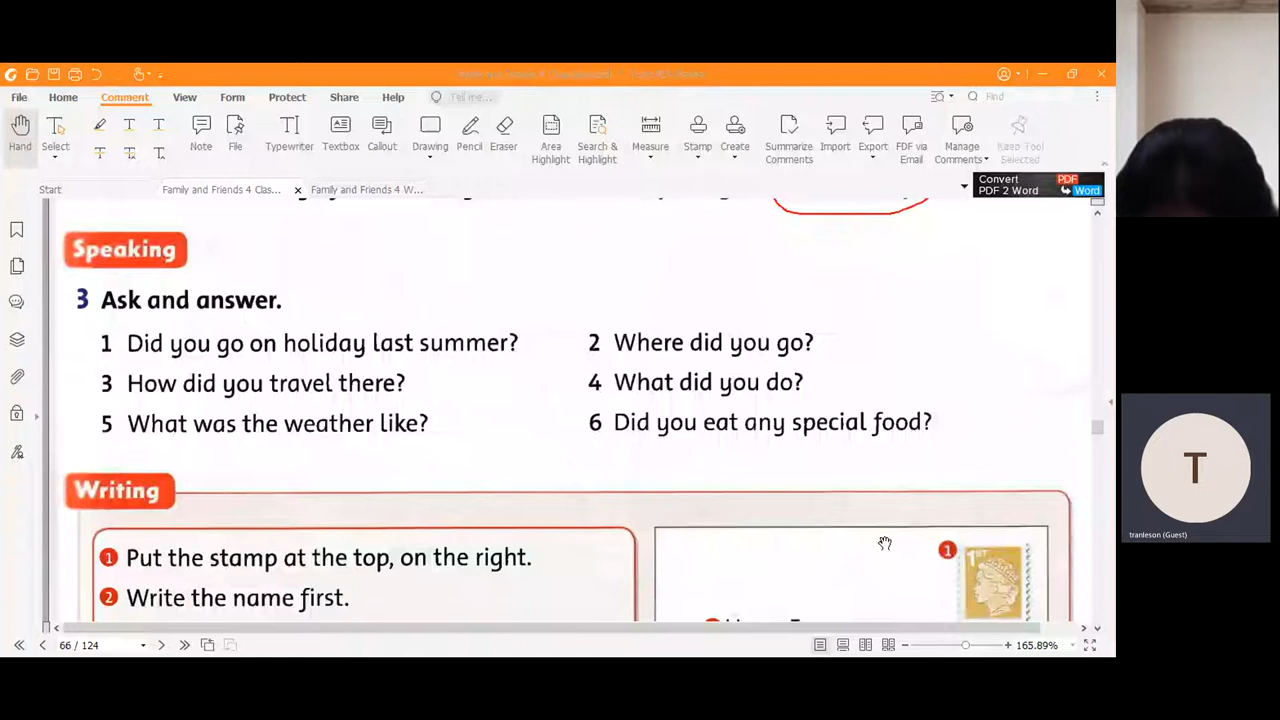 File Home Comment View Form Protect Share Help Tell me... Find
Hand Select Note File Typewriter Textbox Callout Drawing Pencil Eraser Area Highlight Search & Highlight Measure Stamp Create Summarize Comments Import Export PDF via Email Manage Comments Keep Tool Selected
Start Family and Friends 4 Clas... Family and Friends 4 W... Convert PDF 2 Word PDF Word
Speaking
3 Ask and answer.
1 Did you go on holiday last summer? 2 Where did you go?
3 How did you travel there? 4 What did you do?
5 What was the weather like? 6 Did you eat any special food?
Writing
1 Put the stamp at the top, on the right.
1 1ST
2 Write the name first.
66 / 124 165.89%
T
tranleson (Guest)